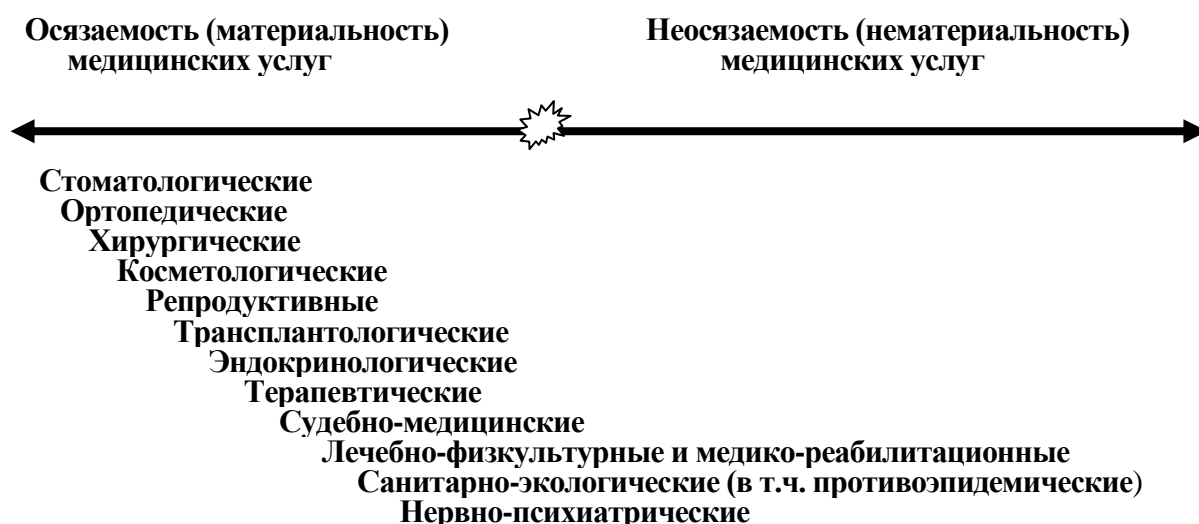 Осязаемость (материальность)
медицинских услуг
Неосязаемость (нематериальность)
медицинских услуг
Стоматологические
Ортопедические
Хирургические
Косметологические
Репродуктивные
Трансплантологические
Эндокринологические
Терапевтические
Судебно-медицинские
Лечебно-физкультурные и медико-реабилитационные
Санитарно-экологические (в т.ч. противоэпидемические)
Нервно-психиатрические